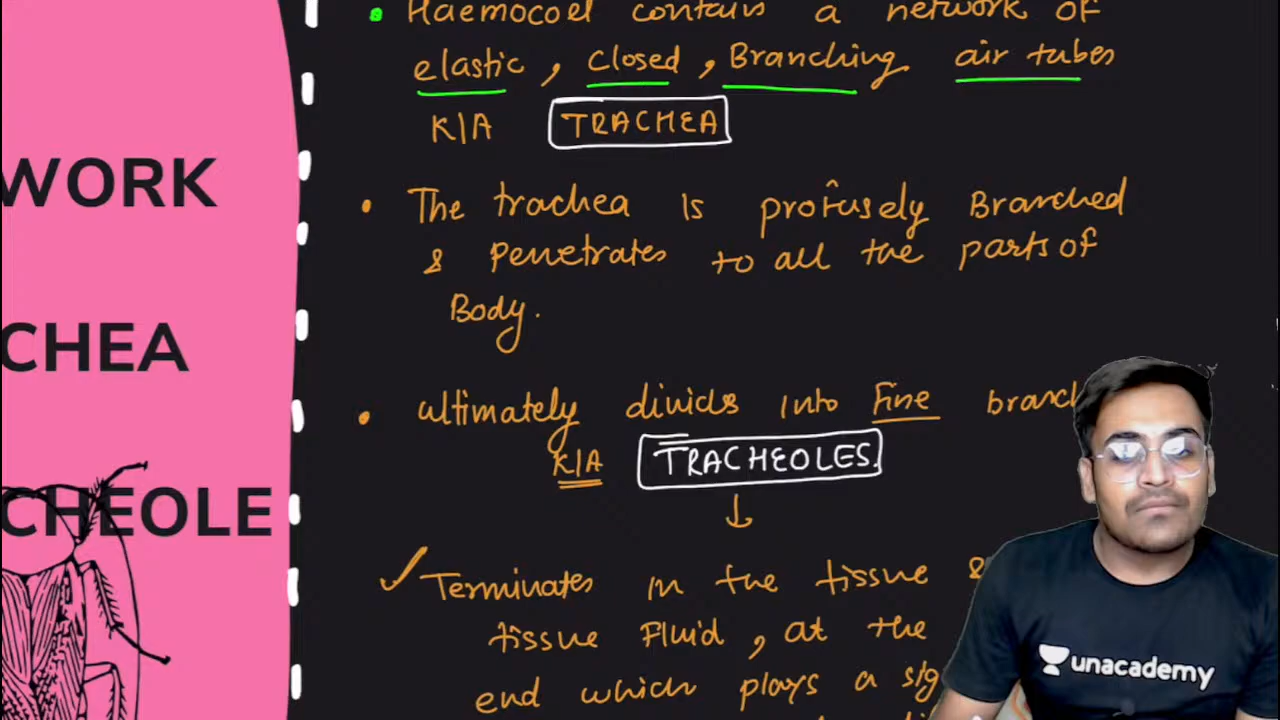 Haemocoel contains a network of
elastic, closed, Branching air tubes
K/A TRACHEA
The trachea is profusely Branched
& Penetrates to all the parts of
Body.
ultimately divids into Fine branch
K/A TRACHEOLES.
Terminates in the tissue &
tissue Fluid, at the
end which plays a sig
WORK
CHEA
CHEOLE
unacademy